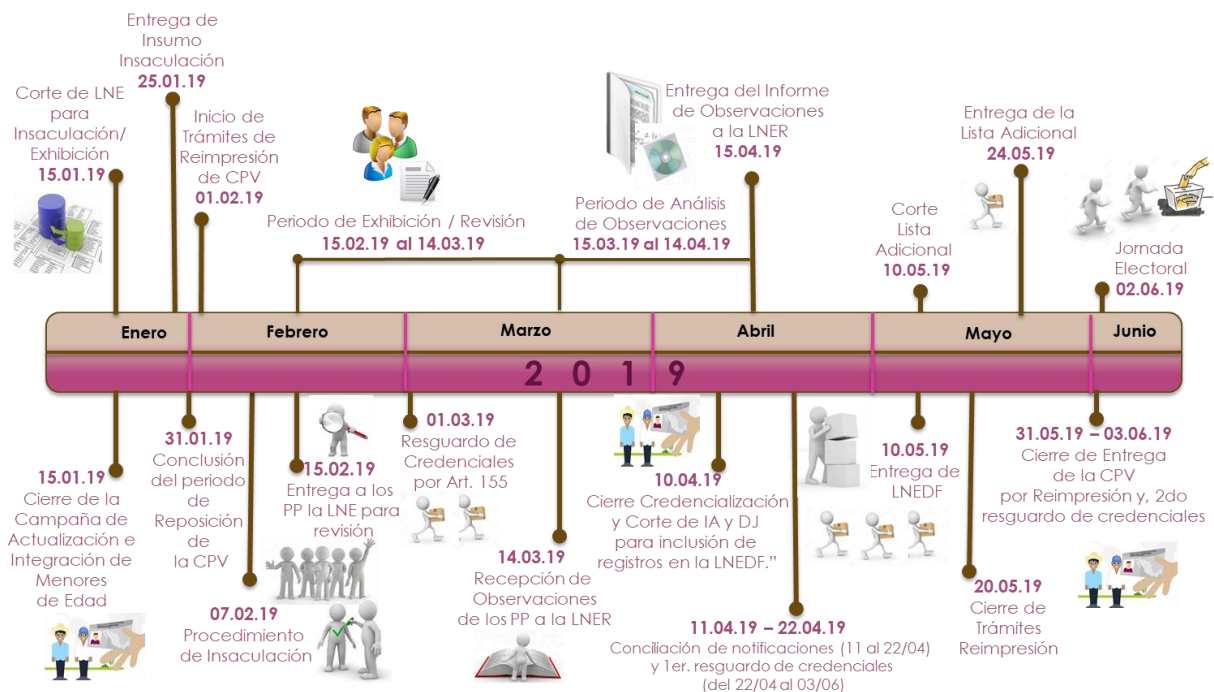 Entrega de
Insumo
Insaculación
25.01.19
Corte de LNE
para
Insaculación/
Exhibición
15.01.19
Inicio de
Trámites de
Reimpresión
de CPV
01.02.19
Periodo de Exhibición / Revisión
15.02.19 al 14.03.19
Entrega del Informe
de Observaciones
a la LNER
15.04.19
Periodo de Análisis
de Observaciones
15.03.19 al 14.04.19
Entrega de la
Lista Adicional
24.05.19
Corte
Lista
Adicional
10.05.19
Jornada
Electoral
02.06.19
Enero
Febrero
Marzo
Abril
Mayo
Junio
2 0 1 9
15.01.19
Cierre de la
Campaña de
Actualización e
Integración de
Menores
de Edad
31.01.19
Conclusión
del periodo
de
Reposición
de
la CPV
07.02.19
Procedimiento
de Insaculación
15.02.19
Entrega a los
PP la LNE para
revisión
01.03.19
Resguardo de
Credenciales
por Art. 155
14.03.19
Recepción de
Observaciones
de los PP a la LNER
10.04.19
Cierre Credencialización
y Corte de IA y DJ
para inclusión de
registros en la LNEDF.”
11.04.19 – 22.04.19
Conciliación de notificaciones (11 al 22/04)
y 1er. resguardo de credenciales
(del 22/04 al 03/06)
10.05.19
Entrega de
LNEDF
20.05.19
Cierre de
Trámites
Reimpresión
31.05.19 – 03.06.19
Cierre de Entrega
de la CPV
por Reimpresión y, 2do
resguardo de credenciales